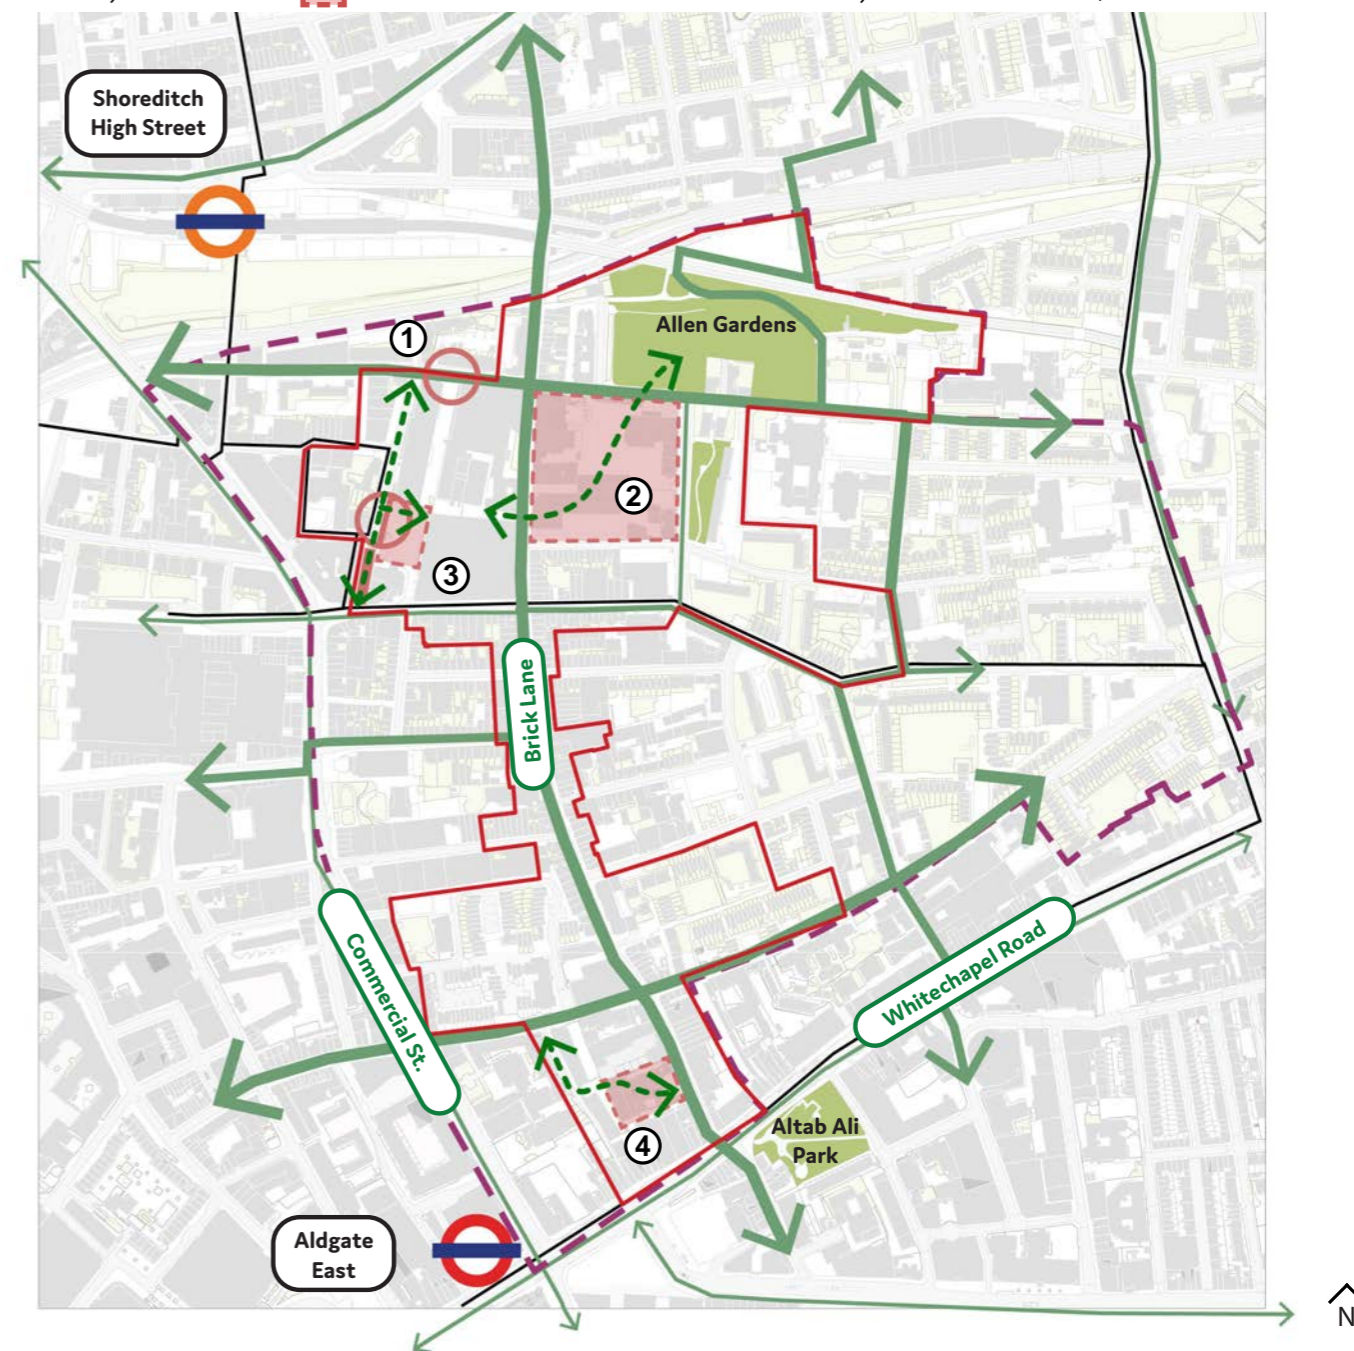 Shoreditch
High Street
1
Allen Gardens
2
3
Brick Lane
Commercial St.
Whitechapel Road
4
Altab Ali
Park
Aldgate
East
N